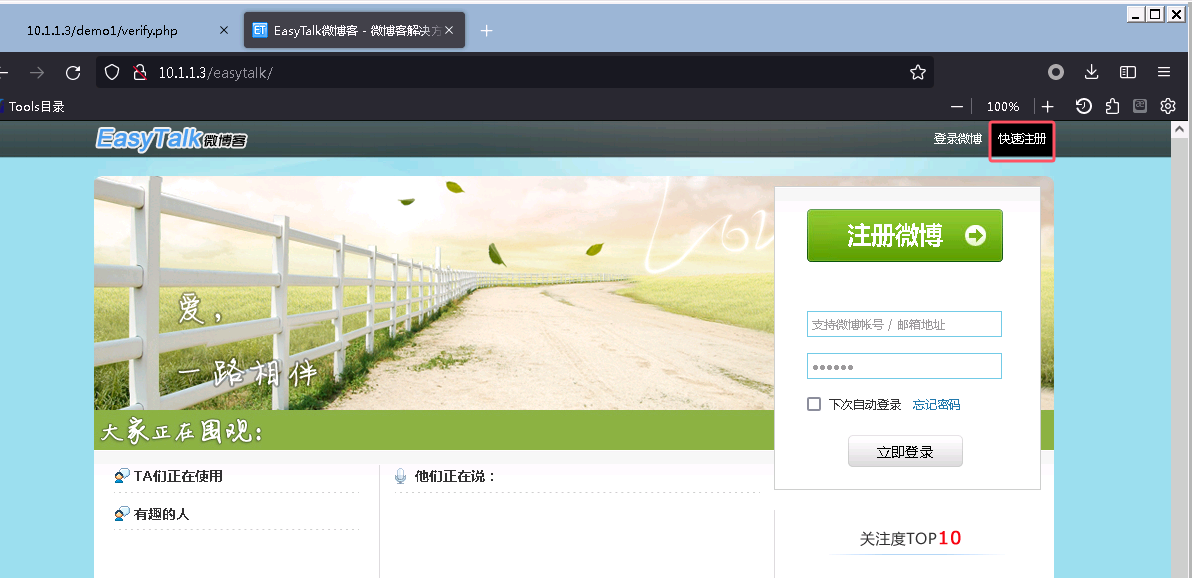 10.1.1.3/demo1/verify.php
ET EasyTalk微博客 - 微博客解决方
10.1.1.3/easytalk/
Tools目录
100%
EasyTalk微博客
登录微博 快速注册
注册微博
爱，
一路相伴
支持微博帐号 / 邮箱地址
下次自动登录 忘记密码
大家正在围观：
立即登录
TA们正在使用
他们正在说：
有趣的人
关注度TOP10